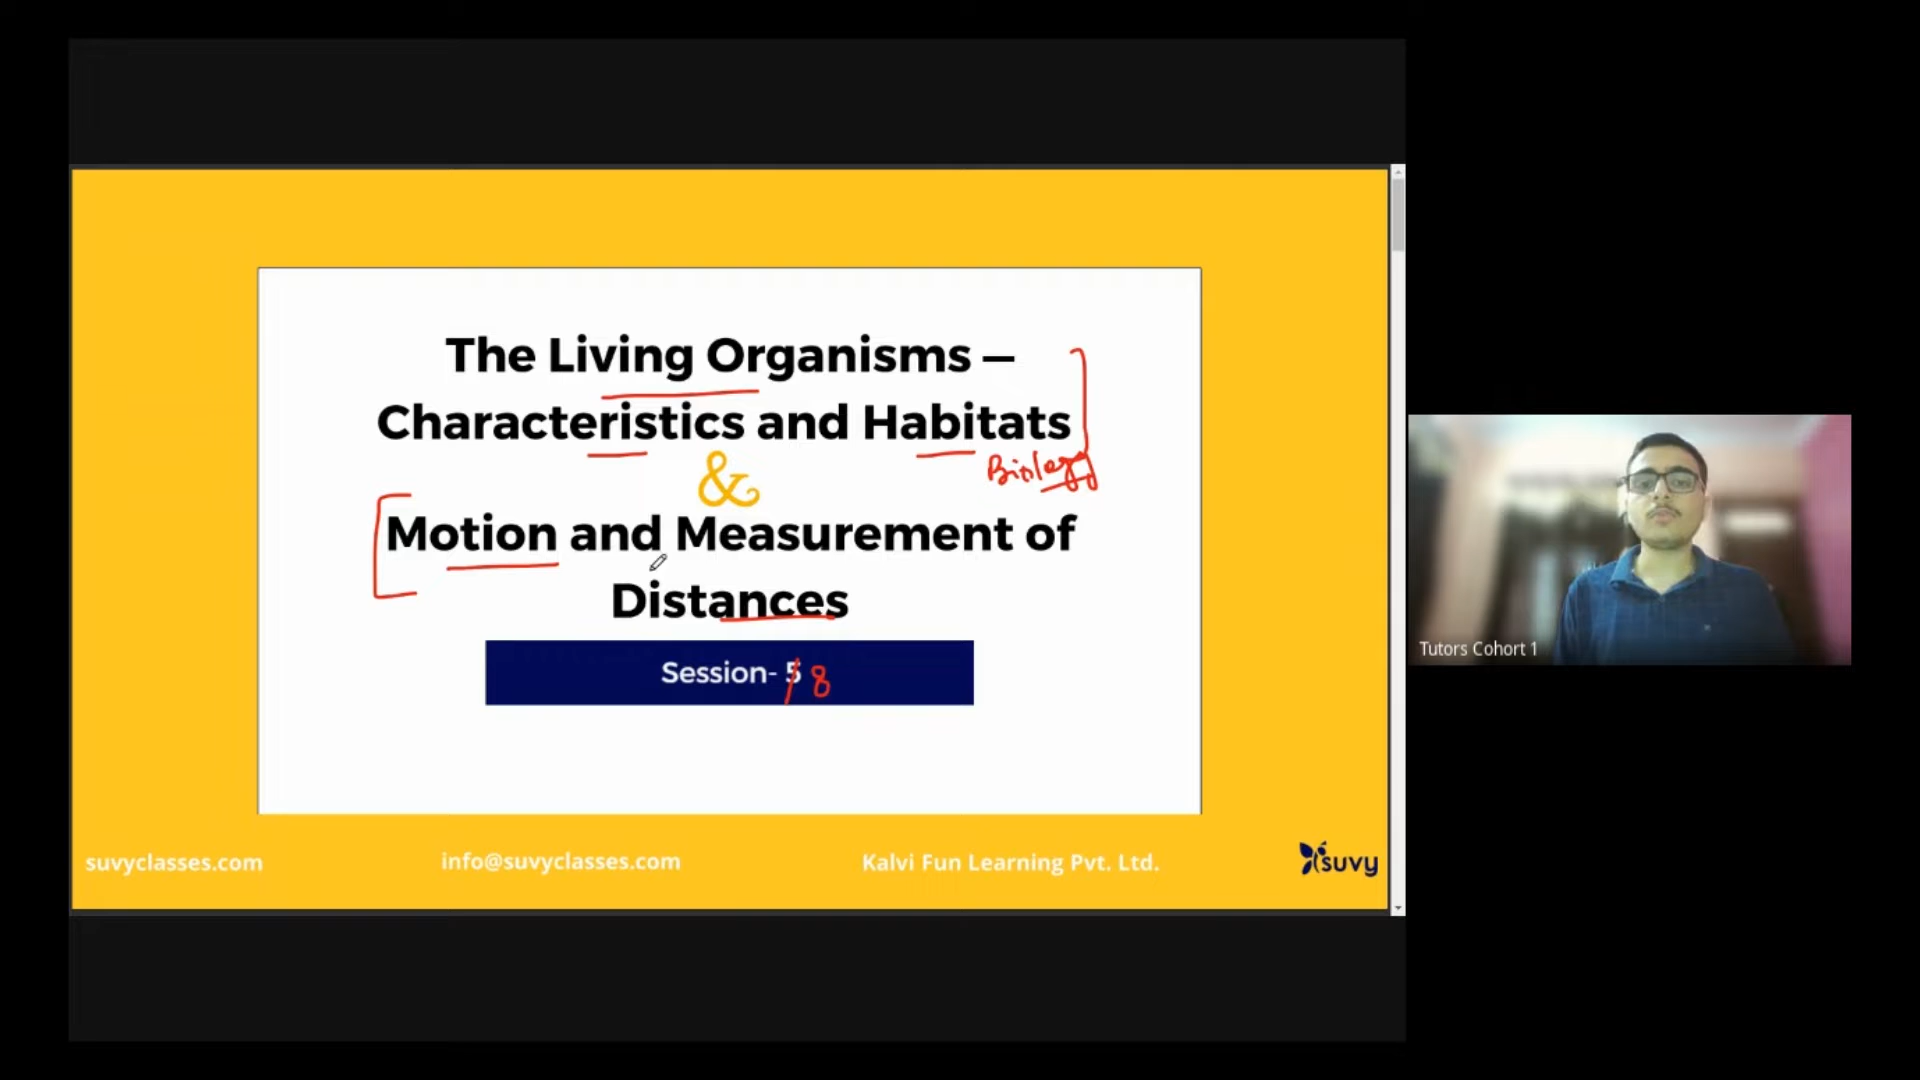 The Living Organisms —
Characteristics and Habitats
Biology
&
Motion and Measurement of
Distances
Session- 5/8
suvyclasses.com
info@suvyclasses.com
Kalvi Fun Learning Pvt. Ltd.
suvy
Tutors Cohort 1